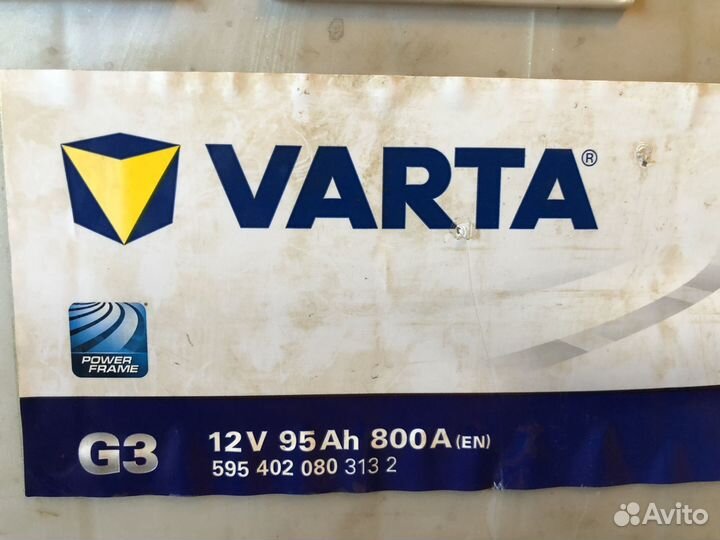 VARTA®
POWER
FRAME
G3
12V 95Ah 800A (EN)
595 402 080 313 2
Avito